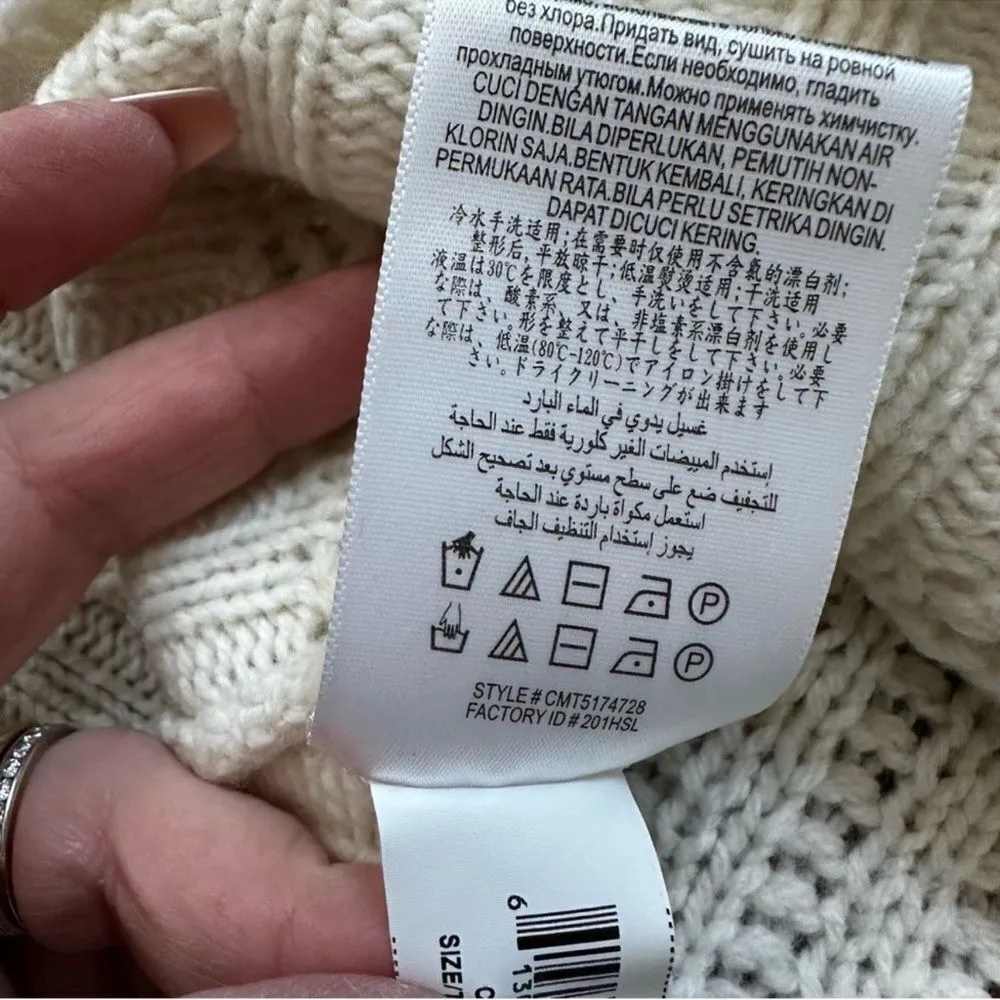 без хлора.Придать вид, сушить на ровной
поверхности.Если необходимо, гладить
прохладным утюгом.Можно применять химчистку.
CUCI DENGAN TANGAN MENGGUNAKAN AIR
DINGIN.BILA DIPERLUKAN, PEMUTIH NON-
KLORIN SAJA.BENTUK KEMBALI, KERINGKAN DI
PERMUKAAN RATA.BILA PERLU SETRIKA DINGIN.
DAPAT DICUCI KERING.
冷水手洗适用;在需要时仅使用不含氧的漂白剂;
整形后,平放晾干;低温熨烫适用;干洗适用
液温は30℃を限度とし、手洗いをして下さい。必要
な際は、酸素系、又は、非塩素系漂白剤を使用し
て下さい。形を整えて平干しをして下さい。必要
な際は、低温(80℃-120℃)でアイロン掛けをして下
さい。ドライクリーニングが出来ます
غسيل يدوي في الماء البارد
إستخدم المبيضات الغير كلورية فقط عند الحاجة
للتجفيف ضع على سطح مستوي بعد تصحيح الشكل
استعمل مكواة باردة عند الحاجة
يجوز إستخدام التنظيف الجاف
P
P
STYLE # CMT5174728
FACTORY ID # 201HSL
6
SIZE/T